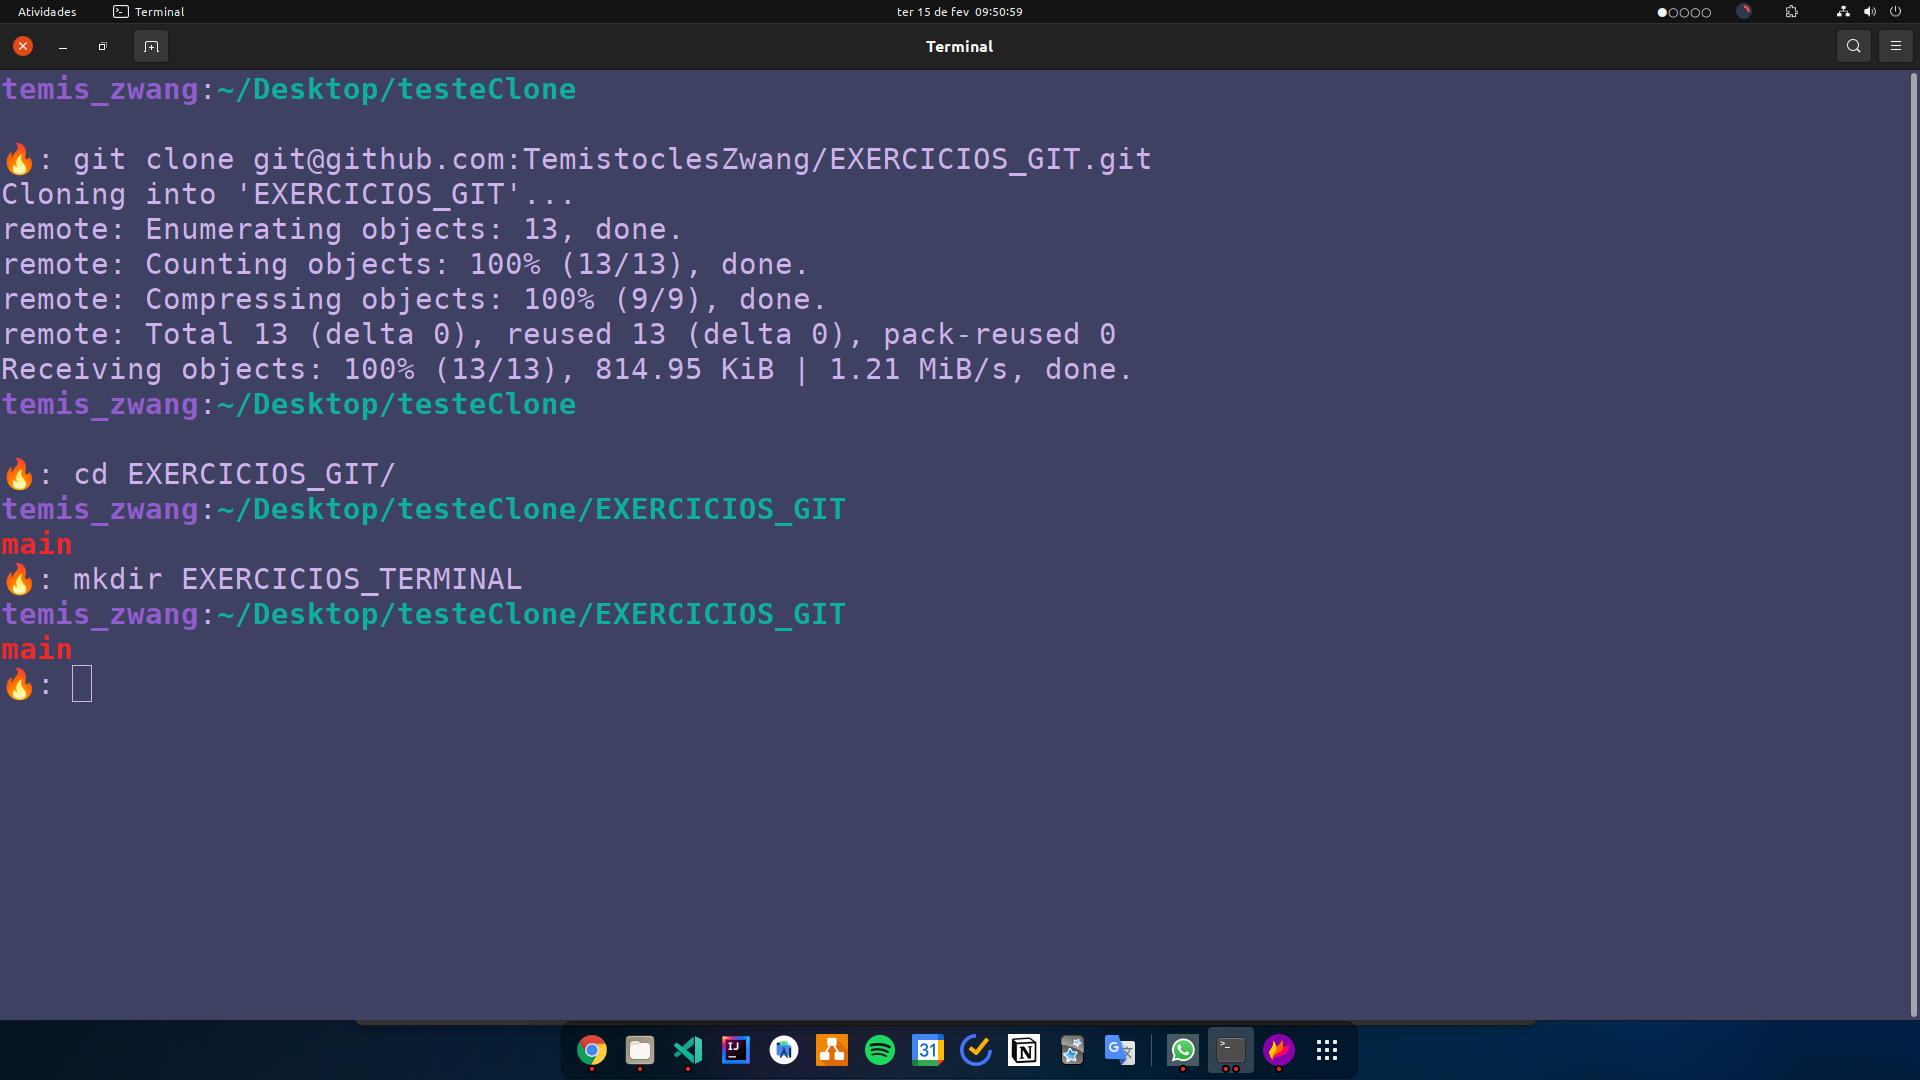 Atividades
Terminal
ter 15 de fev 09:50:59
Terminal
temis_zwang:~/Desktop/testeClone
🔥: git clone git@github.com:TemistoclesZwang/EXERCICIOS_GIT.git
Cloning into 'EXERCICIOS_GIT'...
remote: Enumerating objects: 13, done.
remote: Counting objects: 100% (13/13), done.
remote: Compressing objects: 100% (9/9), done.
remote: Total 13 (delta 0), reused 13 (delta 0), pack-reused 0
Receiving objects: 100% (13/13), 814.95 KiB | 1.21 MiB/s, done.
temis_zwang:~/Desktop/testeClone
🔥: cd EXERCICIOS_GIT/
temis_zwang:~/Desktop/testeClone/EXERCICIOS_GIT
main
🔥: mkdir EXERCICIOS_TERMINAL
temis_zwang:~/Desktop/testeClone/EXERCICIOS_GIT
main
🔥: